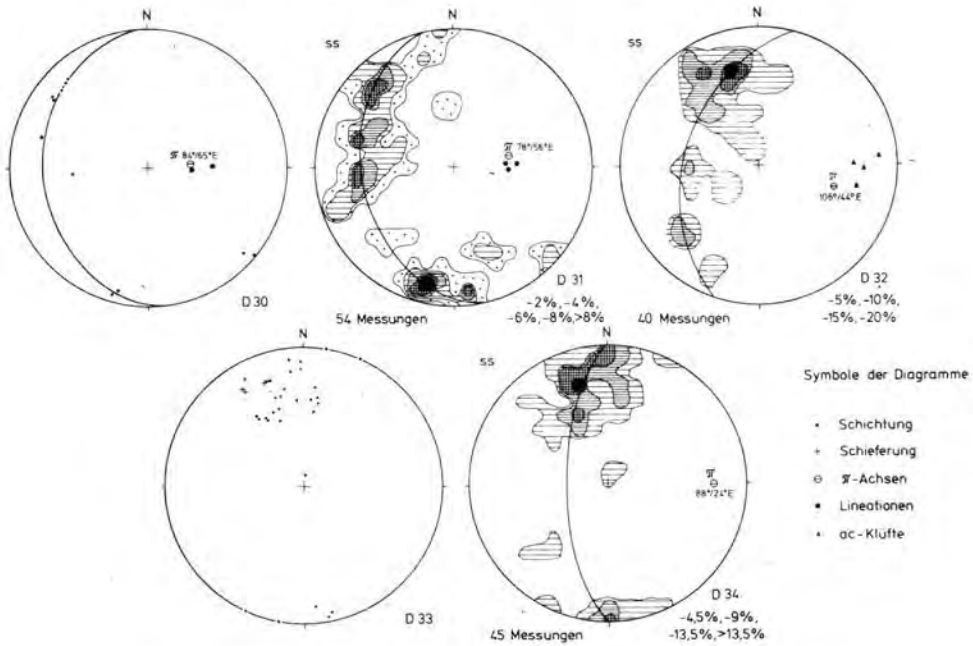 N
π 84°/65°E
D 30
N
ss
π 78°/56°E
D 31
54 Messungen
-2%, -4%,
-6%, -8%, >8%
N
ss
π
106°/44°E
D 32
40 Messungen
-5%, -10%,
-15%, -20%
N
D 33
N
ss
π
88°/24°E
D 34
45 Messungen
-4,5%, -9%,
-13,5%, >13,5%
Symbole der Diagramme
Schichtung
Schieferung
π-Achsen
Lineationen
ac-Klüfte